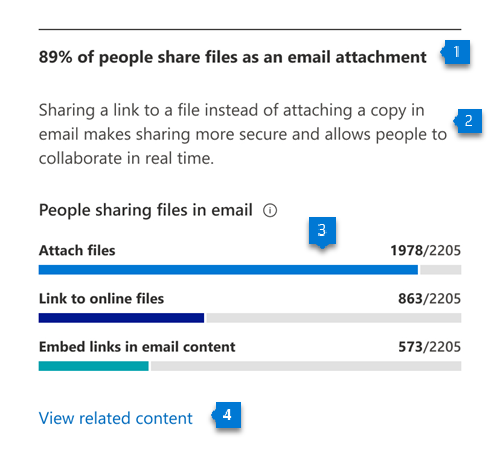 89% of people share files as an email attachment 1
Sharing a link to a file instead of attaching a copy in
email makes sharing more secure and allows people to 2
collaborate in real time.
People sharing files in email
3
Attach files 1978/2205
Link to online files 863/2205
Embed links in email content 573/2205
View related content 4